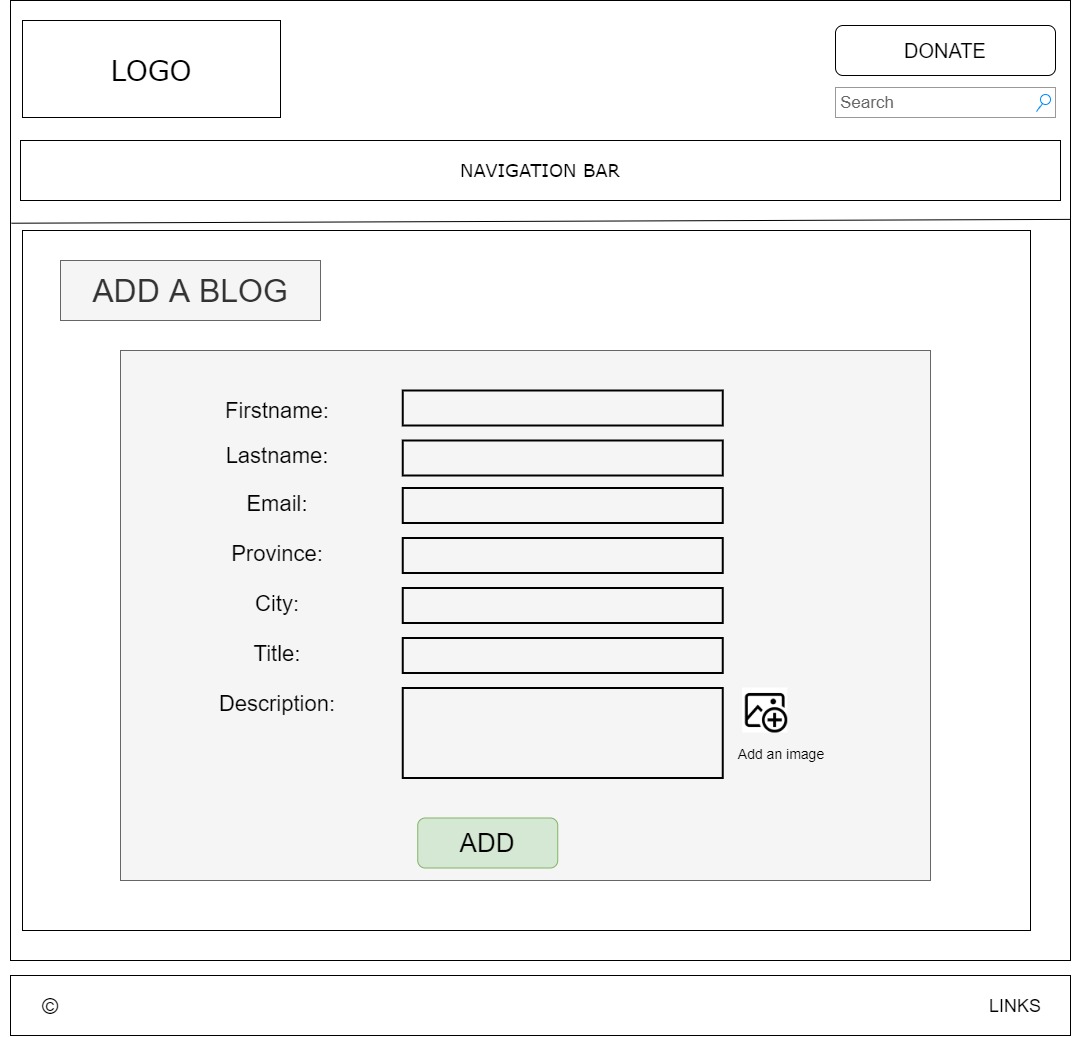 LOGO
DONATE
Search
NAVIGATION BAR
ADD A BLOG
Firstname:
Lastname:
Email:
Province:
City:
Title:
Description:
Add an image
ADD
©
LINKS